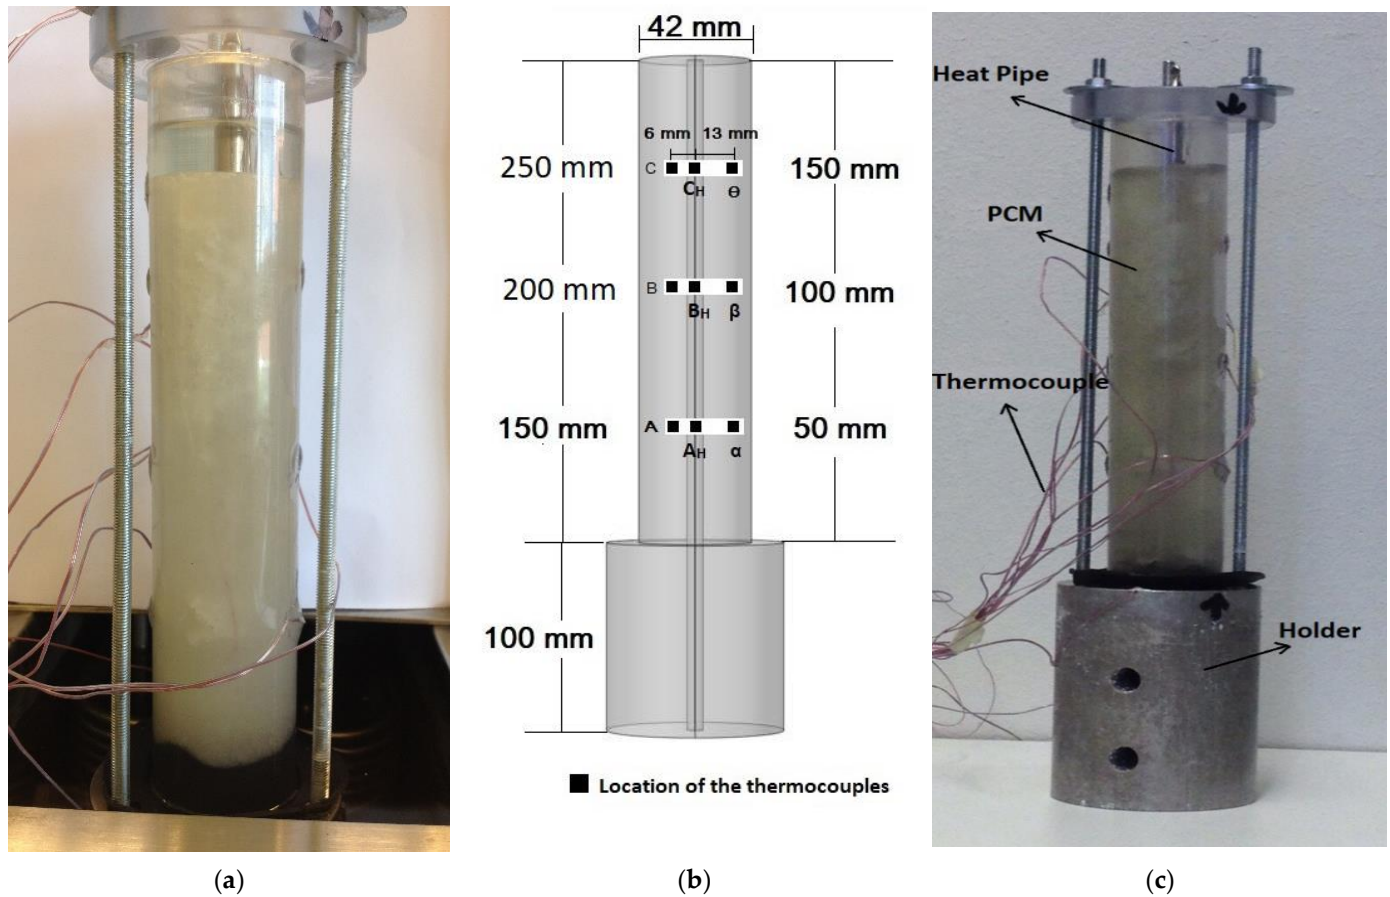 42 mm
6 mm 13 mm
250 mm
C
150 mm
CH
ө
200 mm
B
100 mm
BH
β
150 mm
A
50 mm
AH
α
100 mm
Location of the thermocouples
Heat Pipe
PCM
Thermocouple
Holder
(a)
(b)
(c)